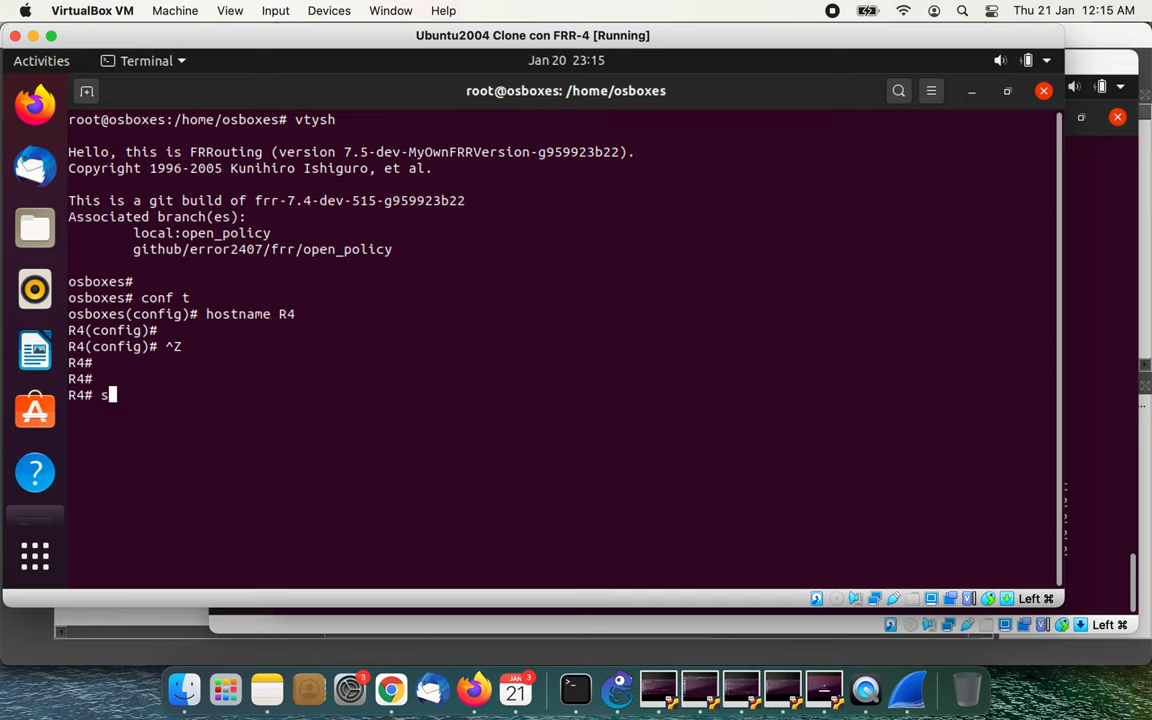 VirtualBox VM Machine View Input Devices Window Help Thu 21 Jan 12:15 AM
Ubuntu2004 Clone con FRR-4 [Running]
Activities Terminal Jan 20 23:15
root@osboxes: /home/osboxes
root@osboxes:/home/osboxes# vtysh
Hello, this is FRRouting (version 7.5-dev-MyOwnFRRVersion-g959923b22).
Copyright 1996-2005 Kunihiro Ishiguro, et al.
This is a git build of frr-7.4-dev-515-g959923b22
Associated branch(es):
local:open_policy
github/error2407/frr/open_policy
osboxes#
osboxes# conf t
osboxes(config)# hostname R4
R4(config)#
R4(config)# ^Z
R4#
R4#
R4# s
Left ⌘
Left ⌘
3
JAN 3
21